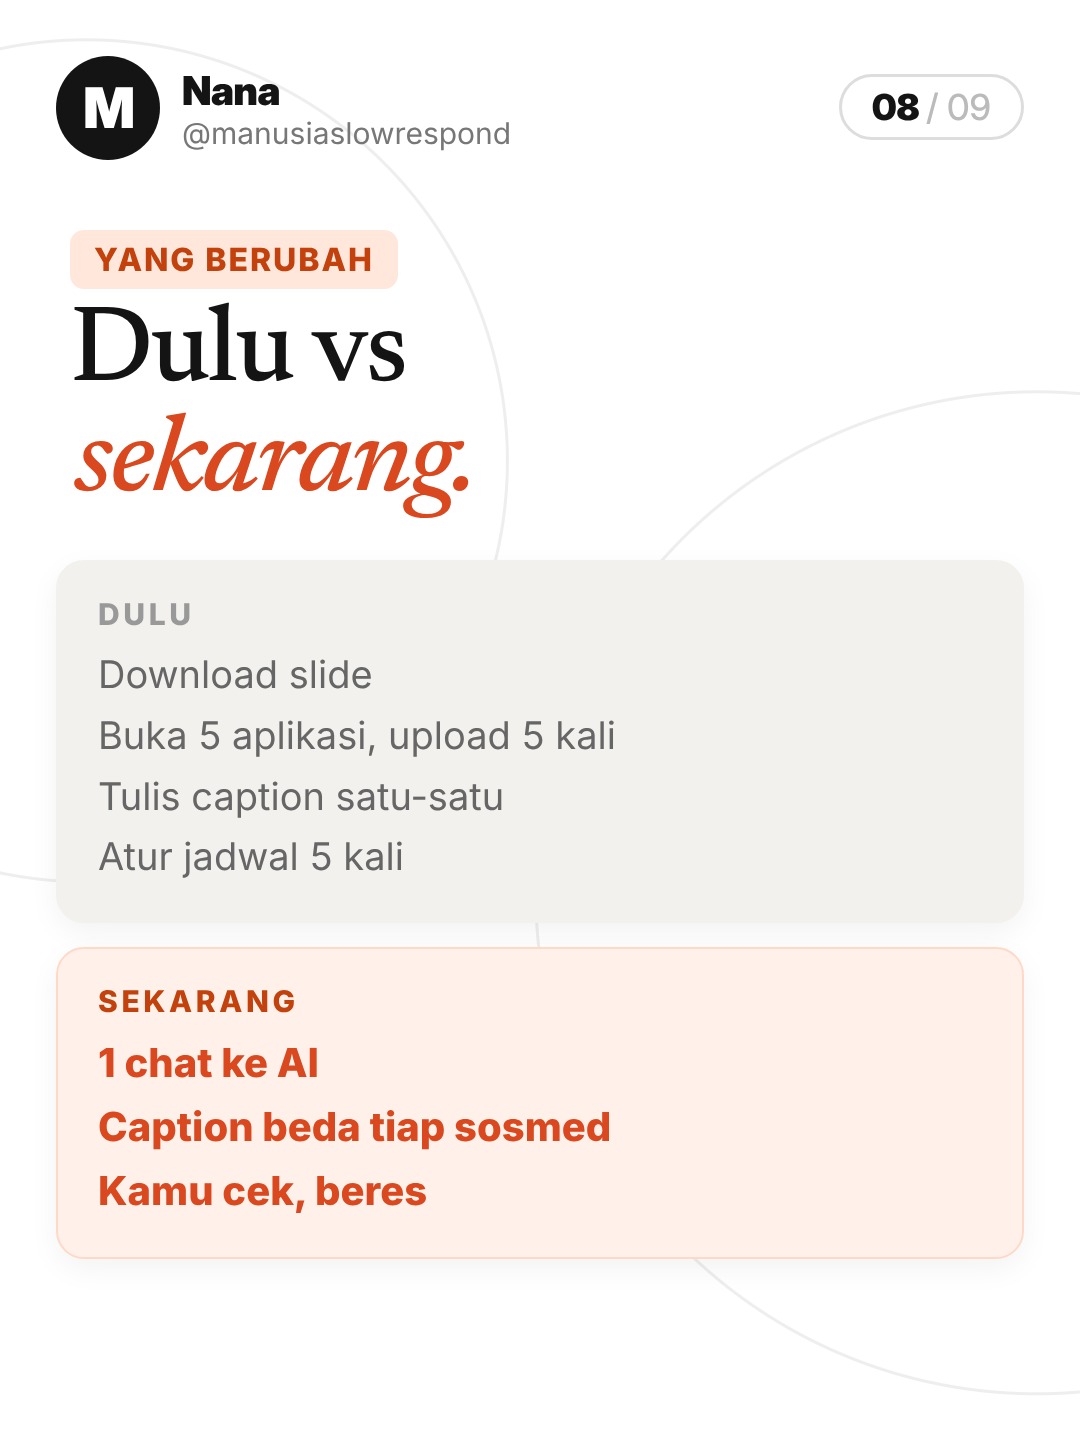 M
Nana
@manusiaslowrespond
08 / 09
YANG BERUBAH
Dulu vs
sekarang.
DULU
Download slide
Buka 5 aplikasi, upload 5 kali
Tulis caption satu-satu
Atur jadwal 5 kali
SEKARANG
1 chat ke AI
Caption beda tiap sosmed
Kamu cek, beres